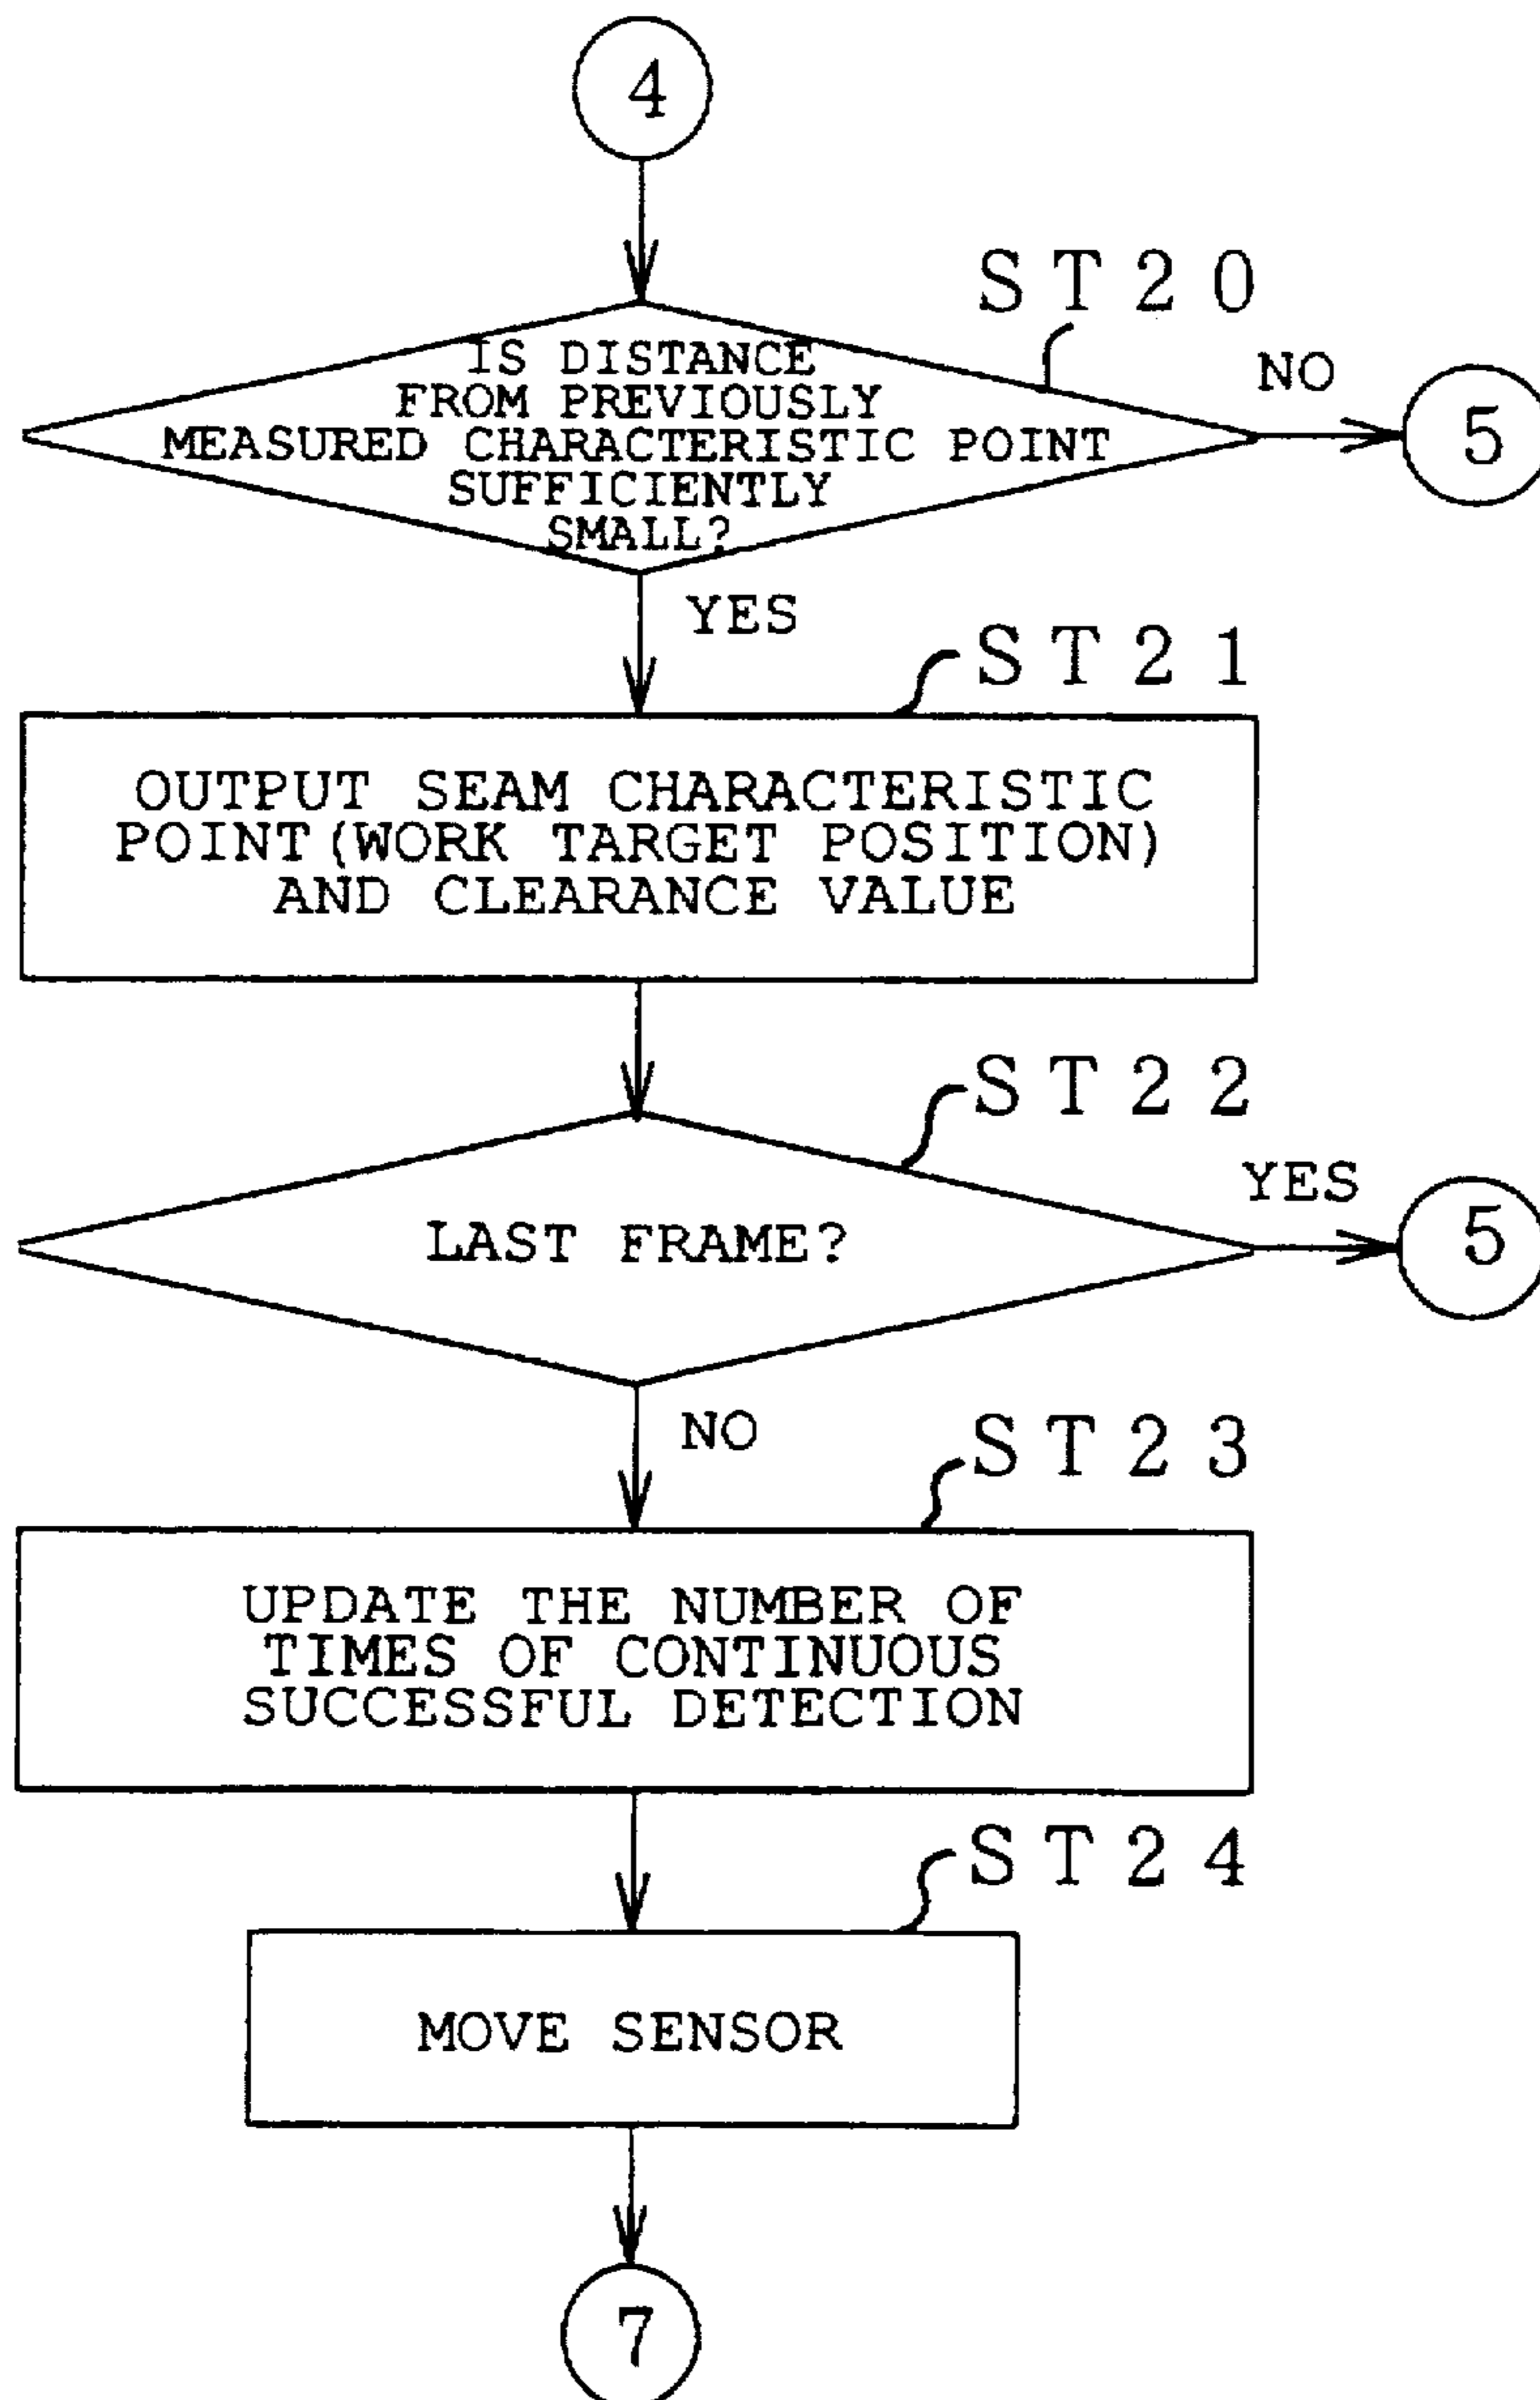 4
ST20
IS DISTANCE
FROM PREVIOUSLY
MEASURED CHARACTERISTIC POINT
SUFFICIENTLY
SMALL?
NO
5
YES
ST21
OUTPUT SEAM CHARACTERISTIC
POINT(WORK TARGET POSITION)
AND CLEARANCE VALUE
ST22
LAST FRAME?
YES
5
NO
ST23
UPDATE THE NUMBER OF
TIMES OF CONTINUOUS
SUCCESSFUL DETECTION
ST24
MOVE SENSOR
7